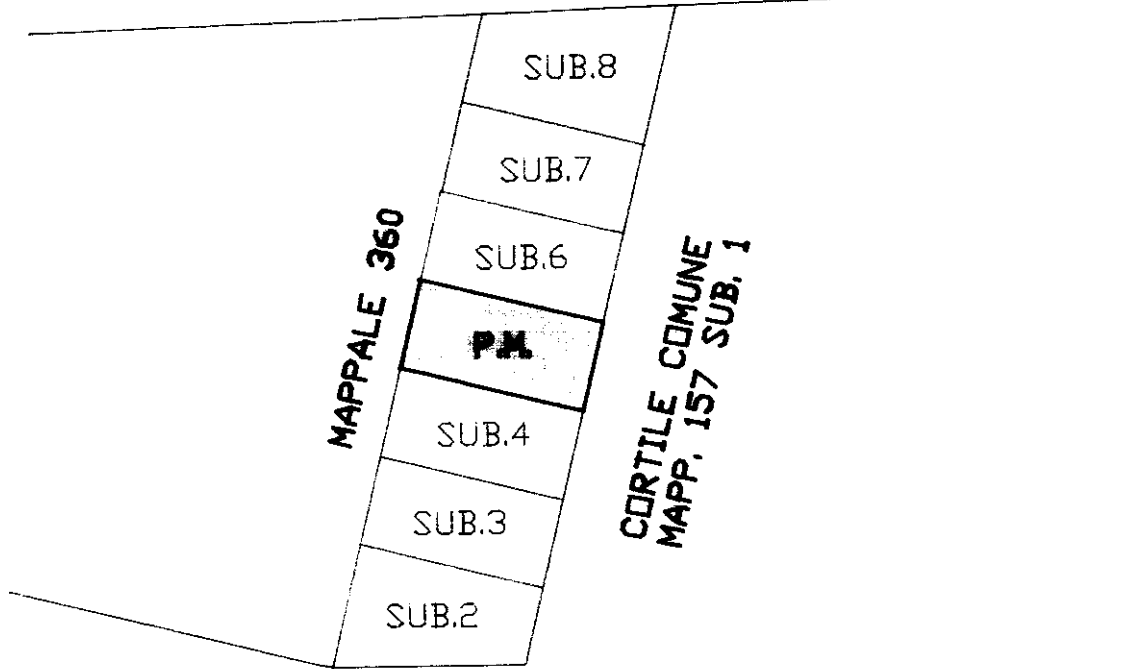 SUB.8
SUB.7
SUB.6
P.M.
SUB.4
SUB.3
SUB.2
MAPPALE 360
CORTILE COMUNE
MAPP. 157 SUB. 1